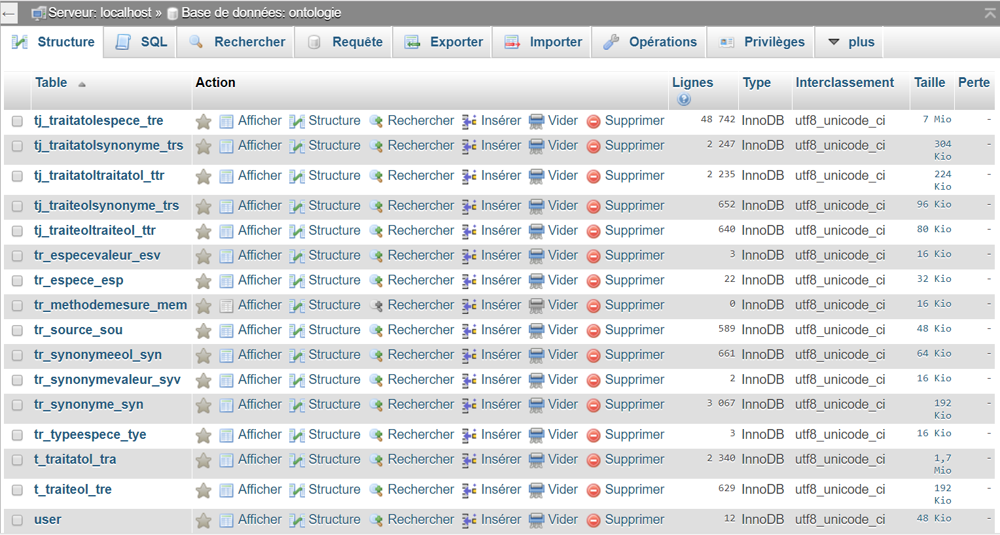 Serveur: localhost » Base de données: ontologie
Structure SQL Rechercher Requête Exporter Importer Opérations Privilèges plus
Table Action Lignes Type Interclassement Taille Perte
tj_traitatolespece_tre Afficher Structure Rechercher Insérer Vider Supprimer 48 742 InnoDB utf8_unicode_ci 7 Mio -
tj_traitatolsynonyme_trs Afficher Structure Rechercher Insérer Vider Supprimer 2 247 InnoDB utf8_unicode_ci 304 -
Kio
tj_traitatoltraitatol_ttr Afficher Structure Rechercher Insérer Vider Supprimer 2 235 InnoDB utf8_unicode_ci 224 -
Kio
tj_traiteolsynonyme_trs Afficher Structure Rechercher Insérer Vider Supprimer 652 InnoDB utf8_unicode_ci 96 Kio -
tj_traiteoltraiteol_ttr Afficher Structure Rechercher Insérer Vider Supprimer 640 InnoDB utf8_unicode_ci 80 Kio -
tr_especevaleur_esv Afficher Structure Rechercher Insérer Vider Supprimer 3 InnoDB utf8_unicode_ci 16 Kio -
tr_espece_esp Afficher Structure Rechercher Insérer Vider Supprimer 22 InnoDB utf8_unicode_ci 32 Kio -
tr_methodemesure_mem Afficher Structure Rechercher Insérer Vider Supprimer 0 InnoDB utf8_unicode_ci 16 Kio -
tr_source_sou Afficher Structure Rechercher Insérer Vider Supprimer 589 InnoDB utf8_unicode_ci 48 Kio -
tr_synonymeeol_syn Afficher Structure Rechercher Insérer Vider Supprimer 661 InnoDB utf8_unicode_ci 64 Kio -
tr_synonymevaleur_syv Afficher Structure Rechercher Insérer Vider Supprimer 2 InnoDB utf8_unicode_ci 16 Kio -
tr_synonyme_syn Afficher Structure Rechercher Insérer Vider Supprimer 3 067 InnoDB utf8_unicode_ci 192 -
Kio
tr_typeespece_tye Afficher Structure Rechercher Insérer Vider Supprimer 3 InnoDB utf8_unicode_ci 16 Kio -
t_traitatol_tra Afficher Structure Rechercher Insérer Vider Supprimer 2 340 InnoDB utf8_unicode_ci 1,7 -
Mio
t_traiteol_tre Afficher Structure Rechercher Insérer Vider Supprimer 629 InnoDB utf8_unicode_ci 192 -
Kio
user Afficher Structure Rechercher Insérer Vider Supprimer 12 InnoDB utf8_unicode_ci 48 Kio -